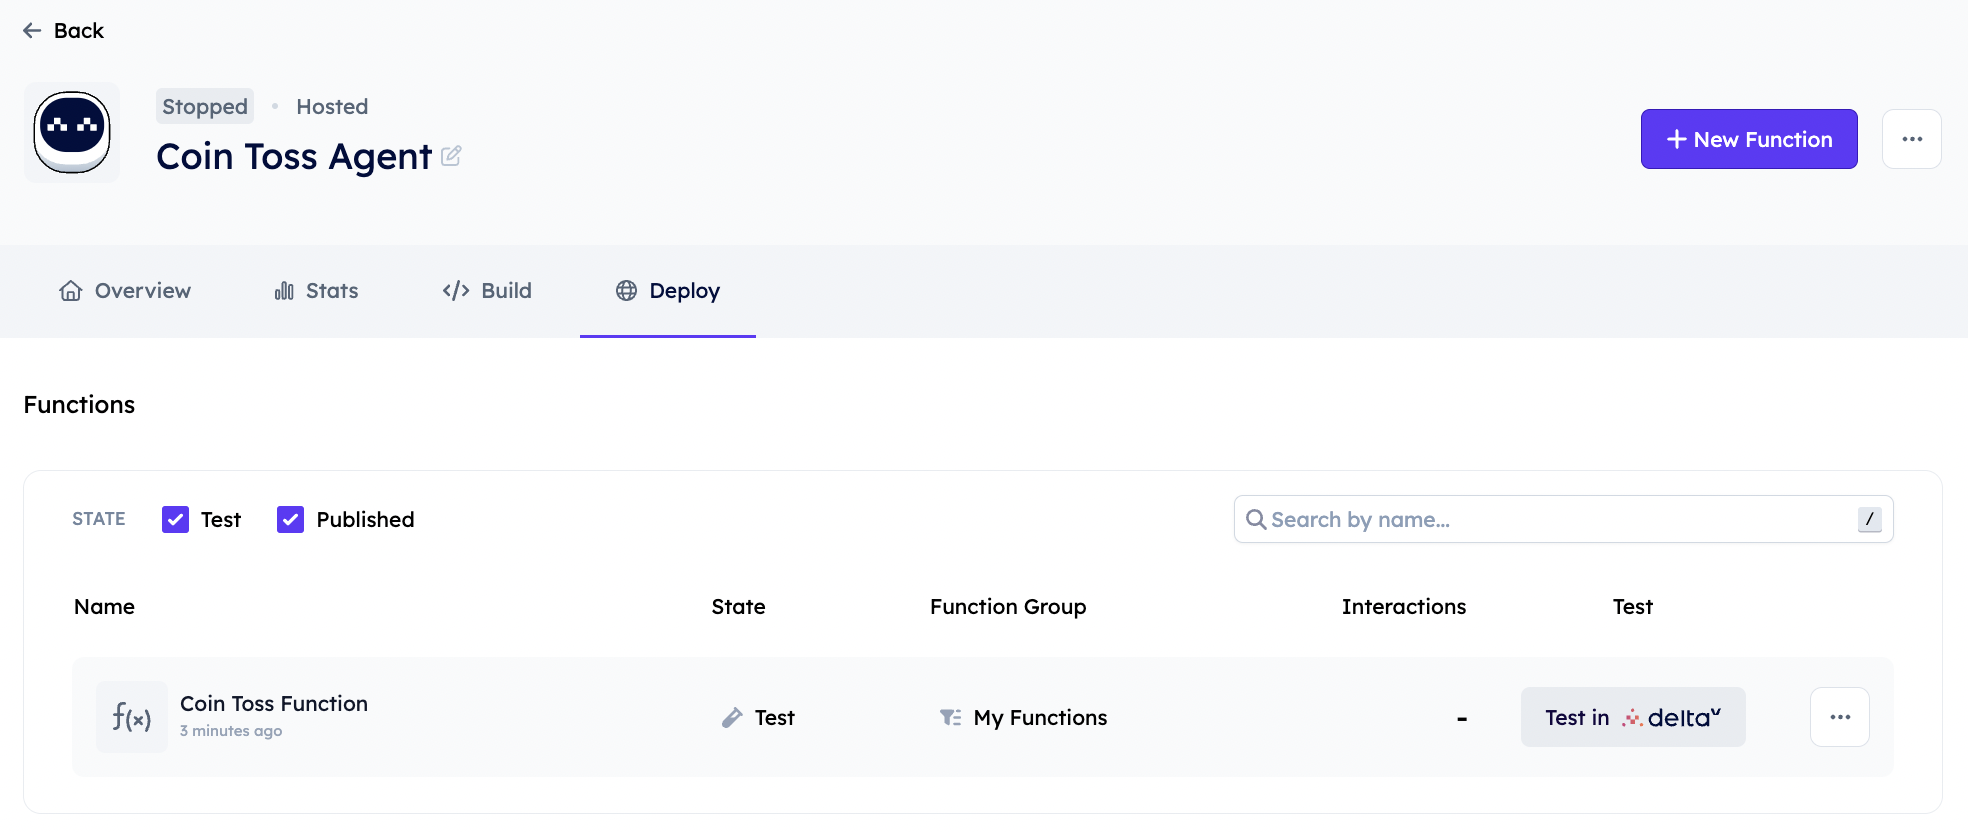 Back
Stopped • Hosted
Coin Toss Agent
+ New Function
Overview Stats </> Build Deploy
Functions
STATE Test Published Search by name... /
Name State Function Group Interactions Test
f(x) Coin Toss Function Test My Functions - Test in deltaᵛ
3 minutes ago